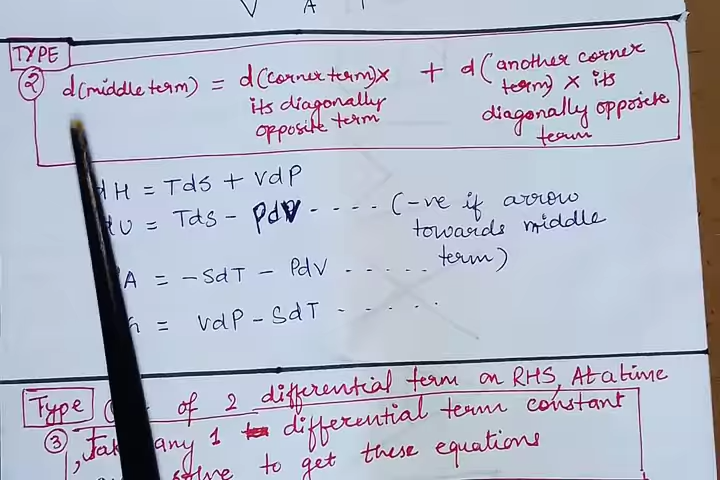 V A
TYPE
② d(middle term) = d(corner term)x + d(another corner
its diagonally term) x its
opposite term diagonally opposite
term
H = TdS + VdP
dU = TdS - PdV - - - - (-ve if arrow
towards middle
term)
A = -SdT - PdV - - - - -
= VdP - SdT - - - - - -
Type of 2 differential term on RHS, At a time
③ , Take any 1 differential term constant
to get these equations